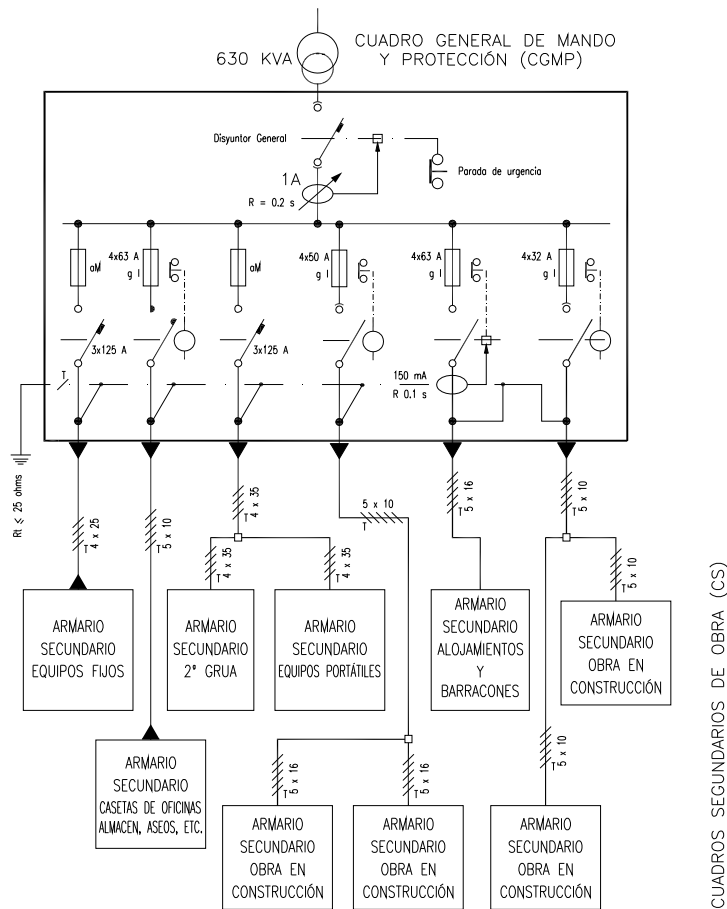 630 KVA
CUADRO GENERAL DE MANDO
Y PROTECCIÓN (CGMP)
Disyuntor General
Parada de urgencia
1A
R = 0.2 s
aM
4x63 A
g I
aM
4x50 A
g I
4x63 A
g I
4x32 A
g I
3x125 A
3x125 A
T
150 mA
R 0.1 s
Rt ≤ 25 ohms
T 4 x 25
T 5 x 10
T 4 x 35
5 x 10
T
T 5 x 16
T 5 x 10
T 4 x 35
T 4 x 35
T 5 x 10
ARMARIO
SECUNDARIO
EQUIPOS FIJOS
ARMARIO
SECUNDARIO
2ª GRUA
ARMARIO
SECUNDARIO
EQUIPOS PORTÁTILES
ARMARIO
SECUNDARIO
ALOJAMIENTOS
Y
BARRACONES
ARMARIO
SECUNDARIO
OBRA EN
CONSTRUCCIÓN
ARMARIO
SECUNDARIO
CASETAS DE OFICINAS
ALMACEN, ASEOS, ETC.
T 5 x 16
T 5 x 16
T 5 x 10
ARMARIO
SECUNDARIO
OBRA EN
CONSTRUCCIÓN
ARMARIO
SECUNDARIO
OBRA EN
CONSTRUCCIÓN
ARMARIO
SECUNDARIO
OBRA EN
CONSTRUCCIÓN
CUADROS SEGUNDARIOS DE OBRA (CS)